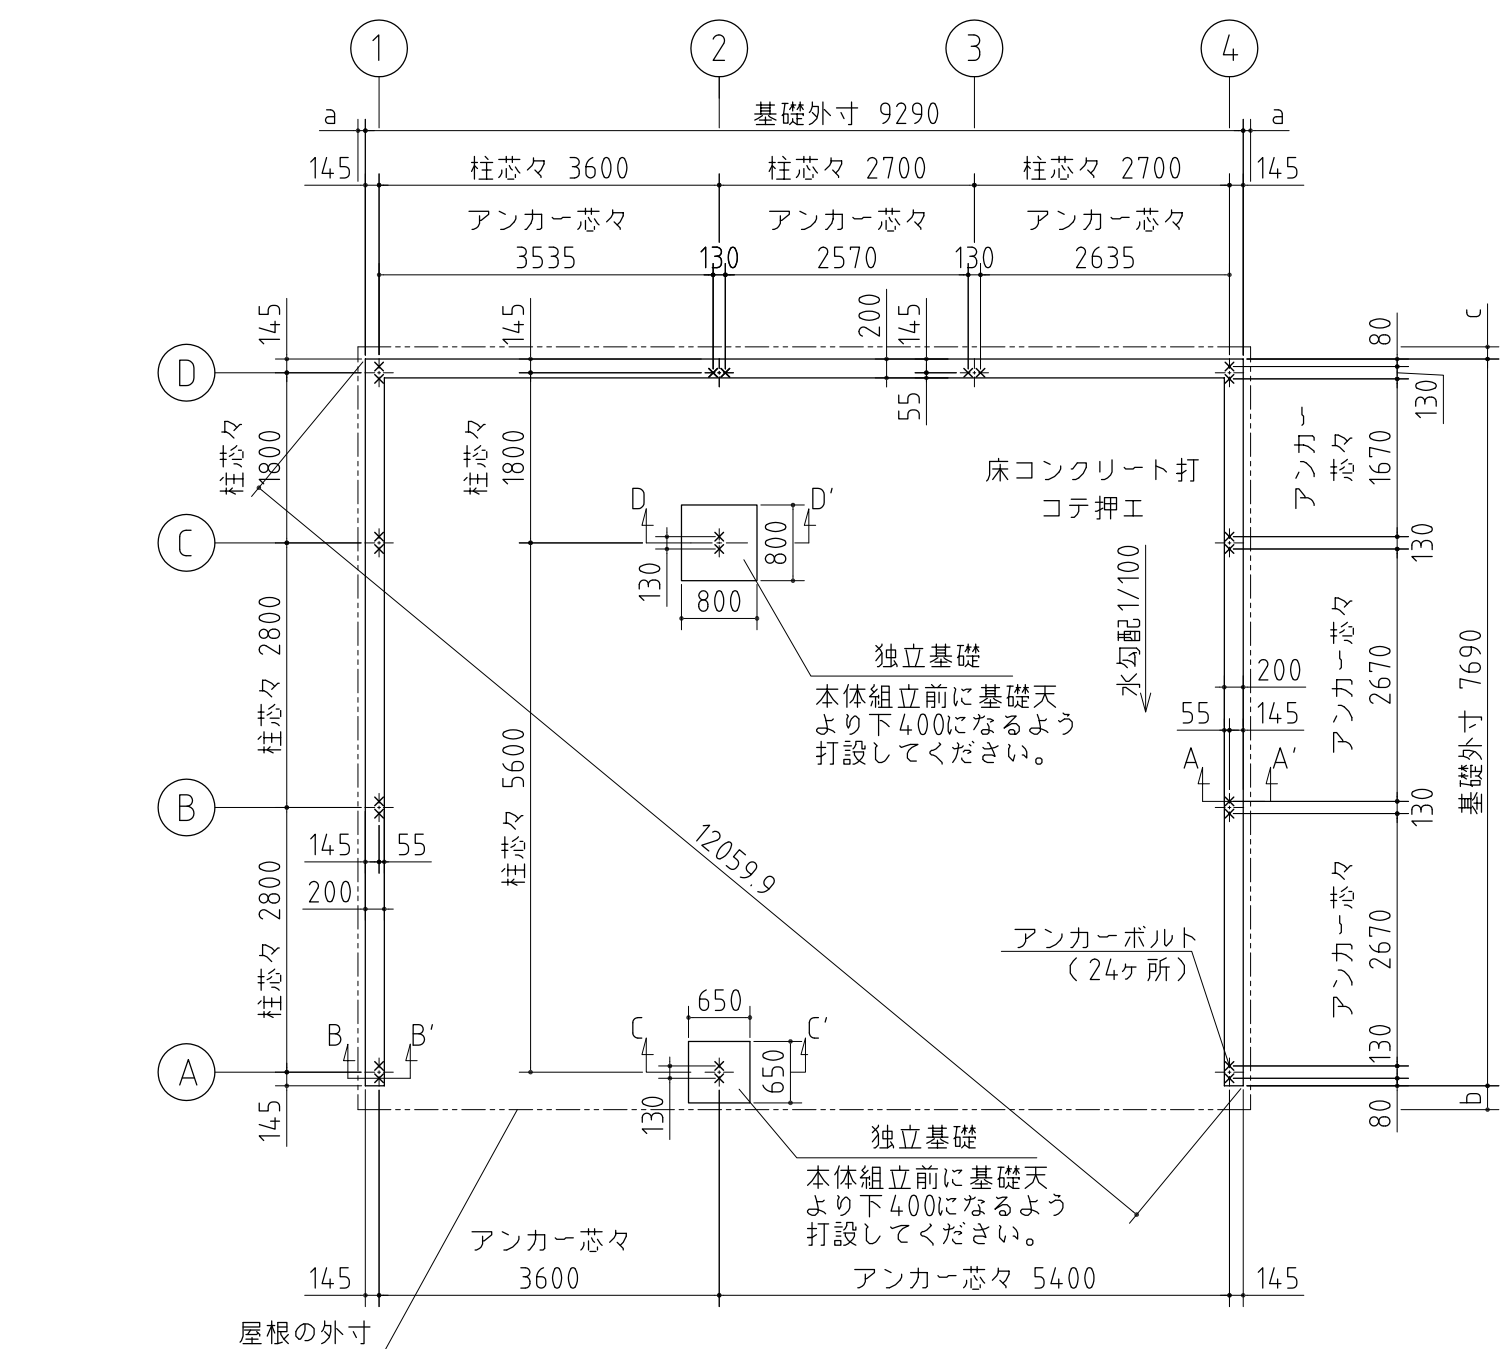 1 2 3 4
a 基礎外寸 9290 a
145 柱芯々 3600 柱芯々 2700 柱芯々 2700 145
アンカー芯々 アンカー芯々 アンカー芯々
3535 130 2570 130 2635
145 145 200 145 80 c
D
55 130
柱芯々 1800 柱芯々 1800
アンカー
芯々 1670
床コンクリート打
コテ押エ
D D'
C
800
130
800
130
水勾配 1/100
柱芯々 2800
アンカー芯々 2670
独立基礎
本体組立前に基礎天
より下400になるよう
打設してください。
200
55 145
基礎外寸 7690
柱芯々 5600
A A'
B
130
145 55
12059.9
200
柱芯々 2800
アンカー芯々 2670
アンカーボルト
(24ヶ所)
650
B B' C C'
130
A
650
145
130
b
80
独立基礎
本体組立前に基礎天
より下400になるよう
打設してください。
アンカー芯々
145 3600 アンカー芯々 5400 145
屋根の外寸